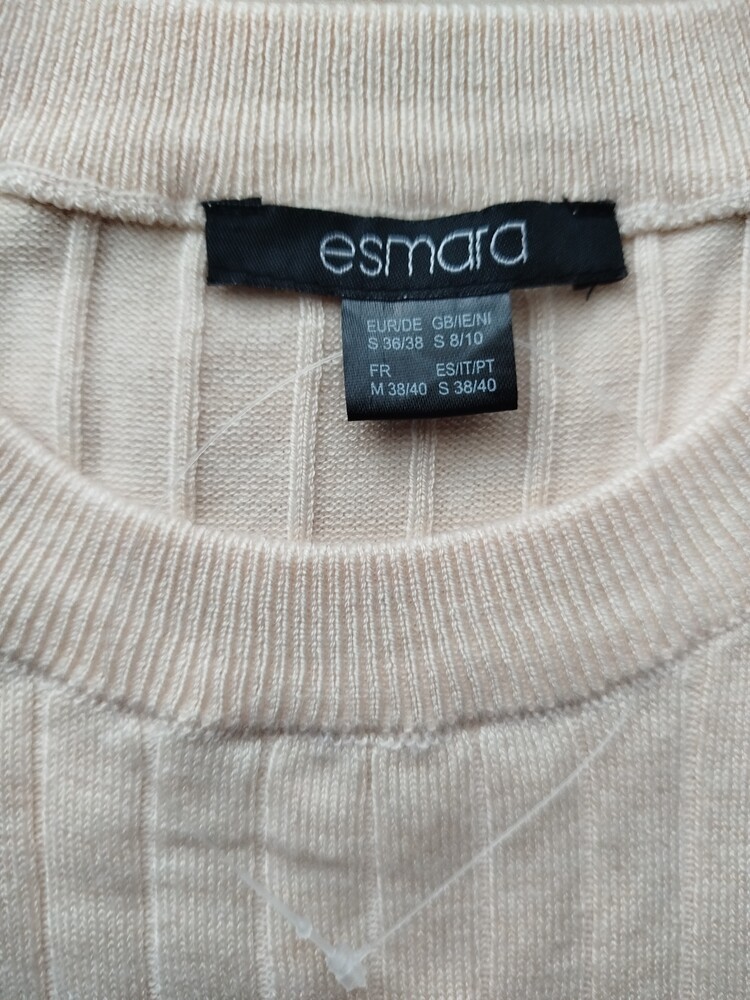 esmara
EUR/DE GB/IE/NI
S 36/38 S 8/10
FR ES/IT/PT
M 38/40 S 38/40